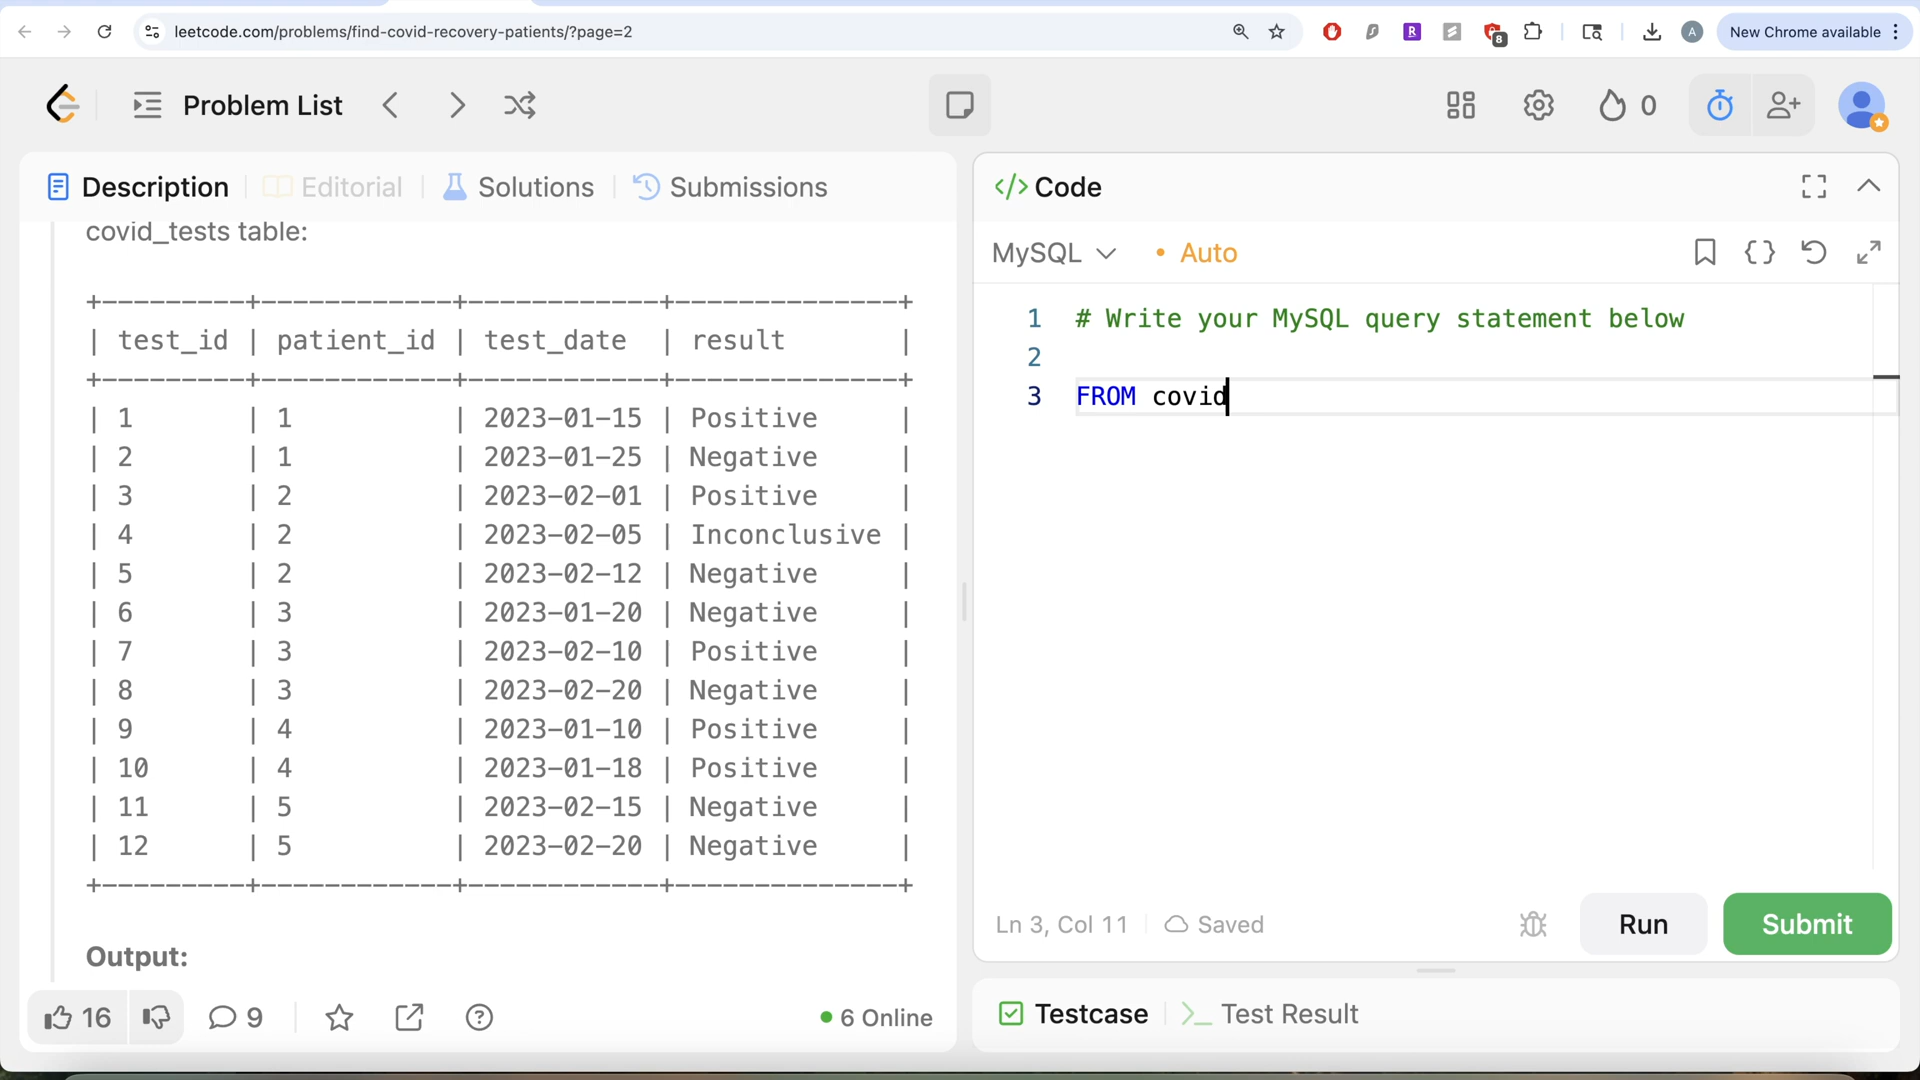 leetcode.com/problems/find-covid-recovery-patients/?page=2
R
8
A
New Chrome available
Problem List
0
Description
Editorial
Solutions
Submissions
Code
covid_tests table:
MySQL
Auto
+---------+------------+-------------+--------------+
| test_id | patient_id | test_date | result |
+---------+------------+-------------+--------------+
| 1 | 1 | 2023-01-15 | Positive |
| 2 | 1 | 2023-01-25 | Negative |
| 3 | 2 | 2023-02-01 | Positive |
| 4 | 2 | 2023-02-05 | Inconclusive |
| 5 | 2 | 2023-02-12 | Negative |
| 6 | 3 | 2023-01-20 | Negative |
| 7 | 3 | 2023-02-10 | Positive |
| 8 | 3 | 2023-02-20 | Negative |
| 9 | 4 | 2023-01-10 | Positive |
| 10 | 4 | 2023-01-18 | Positive |
| 11 | 5 | 2023-02-15 | Negative |
| 12 | 5 | 2023-02-20 | Negative |
+---------+------------+-------------+--------------+
Output:
16
9
6 Online
1 # Write your MySQL query statement below
2
3 FROM covid
Ln 3, Col 11
Saved
Run
Submit
Testcase
Test Result